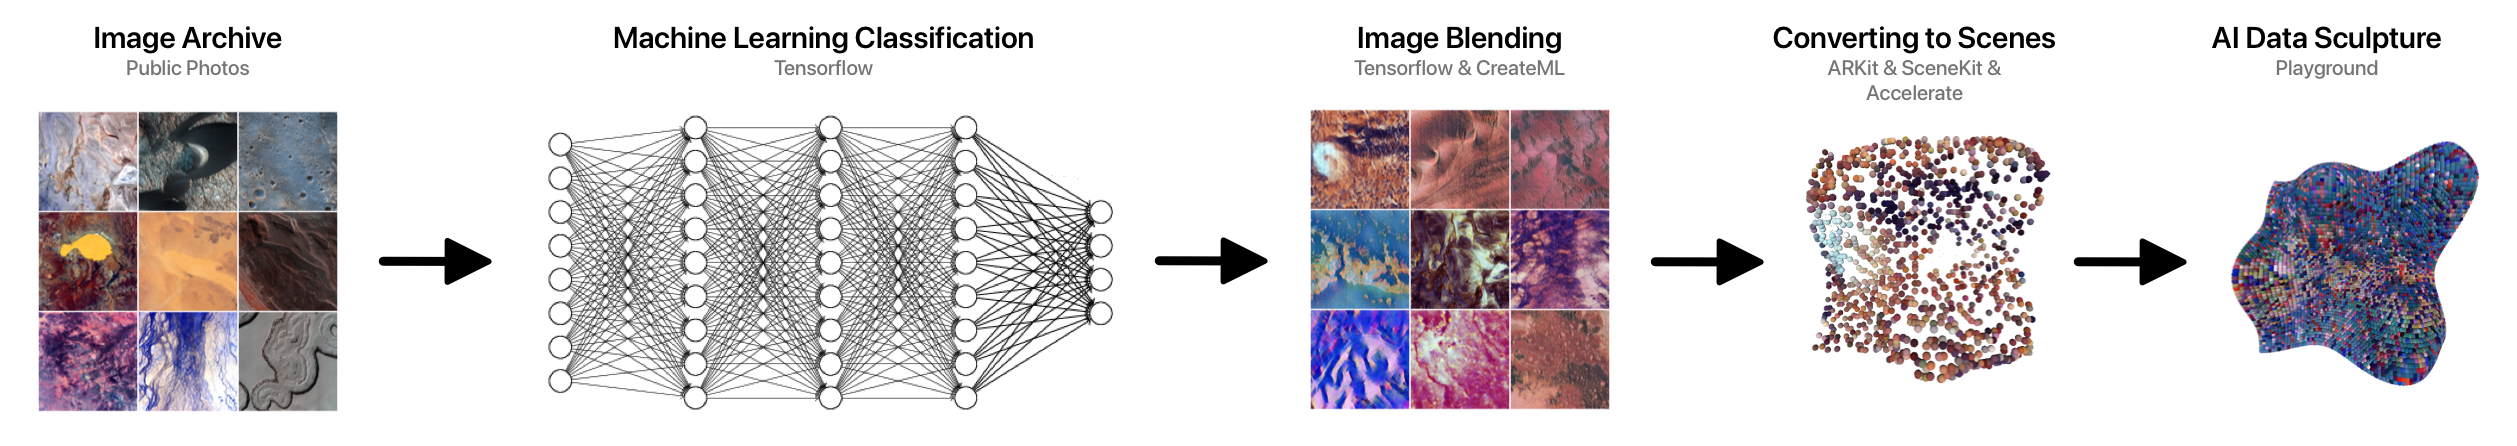 Image Archive
Public Photos
Machine Learning Classification
Tensorflow
Image Blending
Tensorflow & CreateML
Converting to Scenes
ARKit & SceneKit &
Accelerate
AI Data Sculpture
Playground